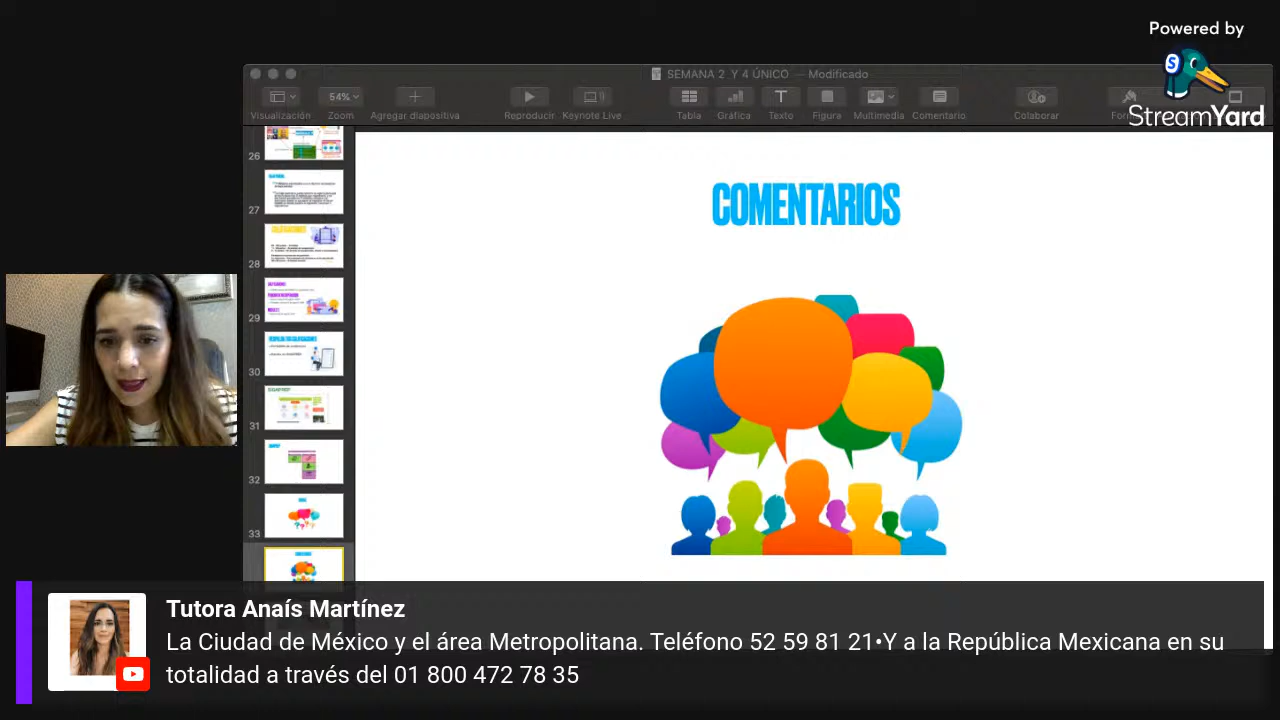 Powered by
StreamYard
SEMANA 2 Y 4 ÚNICO — Modificado
54%
Visualización Zoom Agregar diapositiva Reproducir Keynote Live Tabla Gráfica Texto Figura Multimedia Comentario Colaborar
26
27
28
29
30
31
32
33
COMENTARIOS
Tutora Anaís Martínez
La Ciudad de México y el área Metropolitana. Teléfono 52 59 81 21•Y a la República Mexicana en su
totalidad a través del 01 800 472 78 35